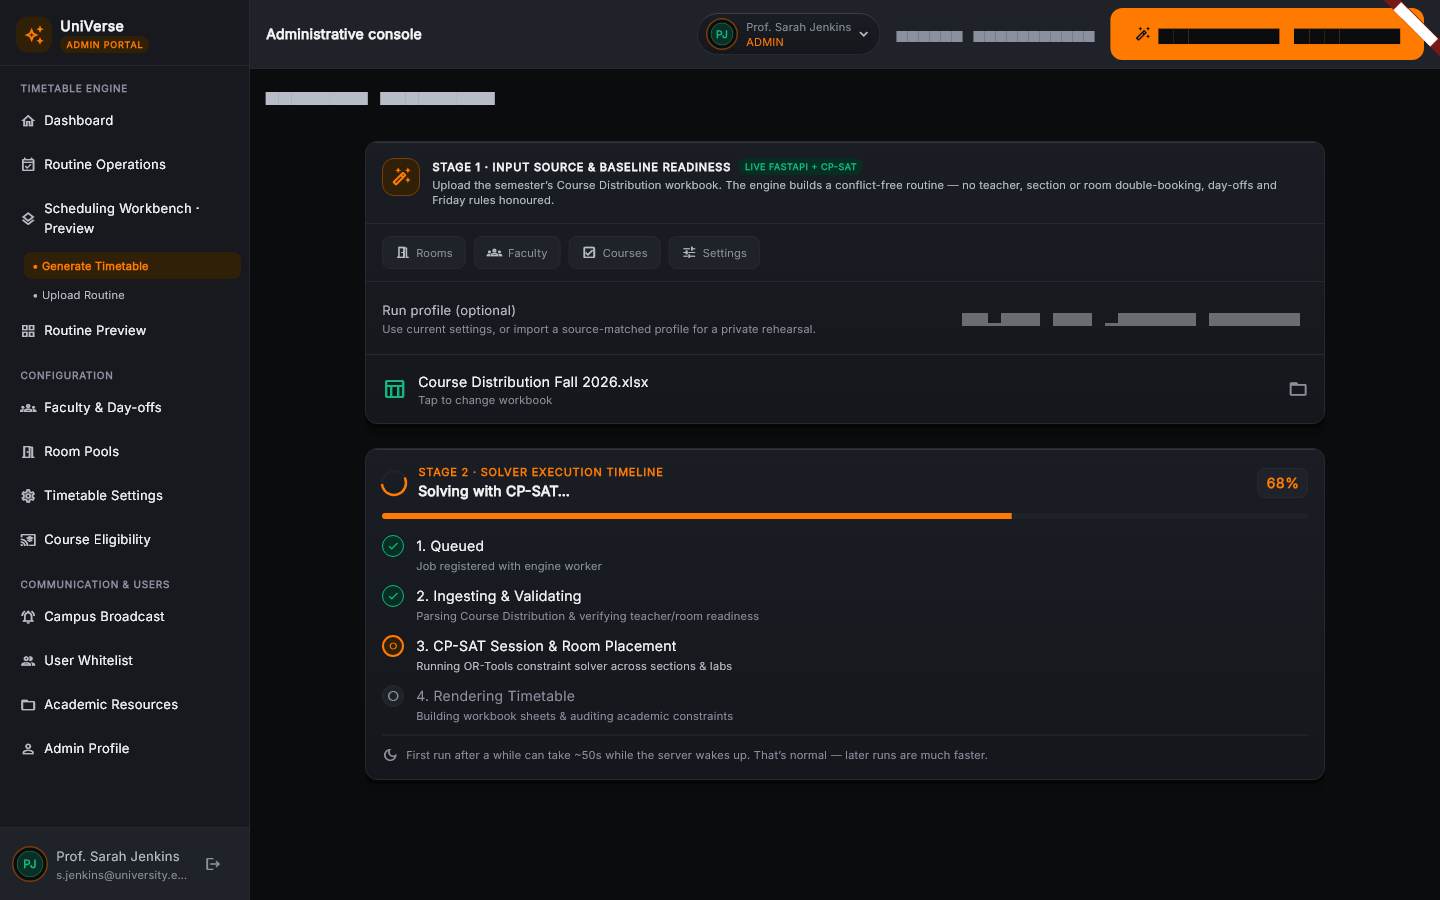 UniVerse
ADMIN PORTAL
TIMETABLE ENGINE
Dashboard
Routine Operations
Scheduling Workbench ·
Preview
• Generate Timetable
• Upload Routine
Routine Preview
CONFIGURATION
Faculty & Day-offs
Room Pools
Timetable Settings
Course Eligibility
COMMUNICATION & USERS
Campus Broadcast
User Whitelist
Academic Resources
Admin Profile
PJ
Prof. Sarah Jenkins
s.jenkins@university.e...
Administrative console
PJ
Prof. Sarah Jenkins
ADMIN
STAGE 1 · INPUT SOURCE & BASELINE READINESS
LIVE FASTAPI + CP-SAT
Upload the semester's Course Distribution workbook. The engine builds a conflict-free routine — no teacher, section or room double-booking, day-offs and
Friday rules honoured.
Rooms
Faculty
Courses
Settings
Run profile (optional)
Use current settings, or import a source-matched profile for a private rehearsal.
Course Distribution Fall 2026.xlsx
Tap to change workbook
STAGE 2 · SOLVER EXECUTION TIMELINE
Solving with CP-SAT...
68%
1. Queued
Job registered with engine worker
2. Ingesting & Validating
Parsing Course Distribution & verifying teacher/room readiness
3. CP-SAT Session & Room Placement
Running OR-Tools constraint solver across sections & labs
4. Rendering Timetable
Building workbook sheets & auditing academic constraints
First run after a while can take ~50s while the server wakes up. That's normal — later runs are much faster.